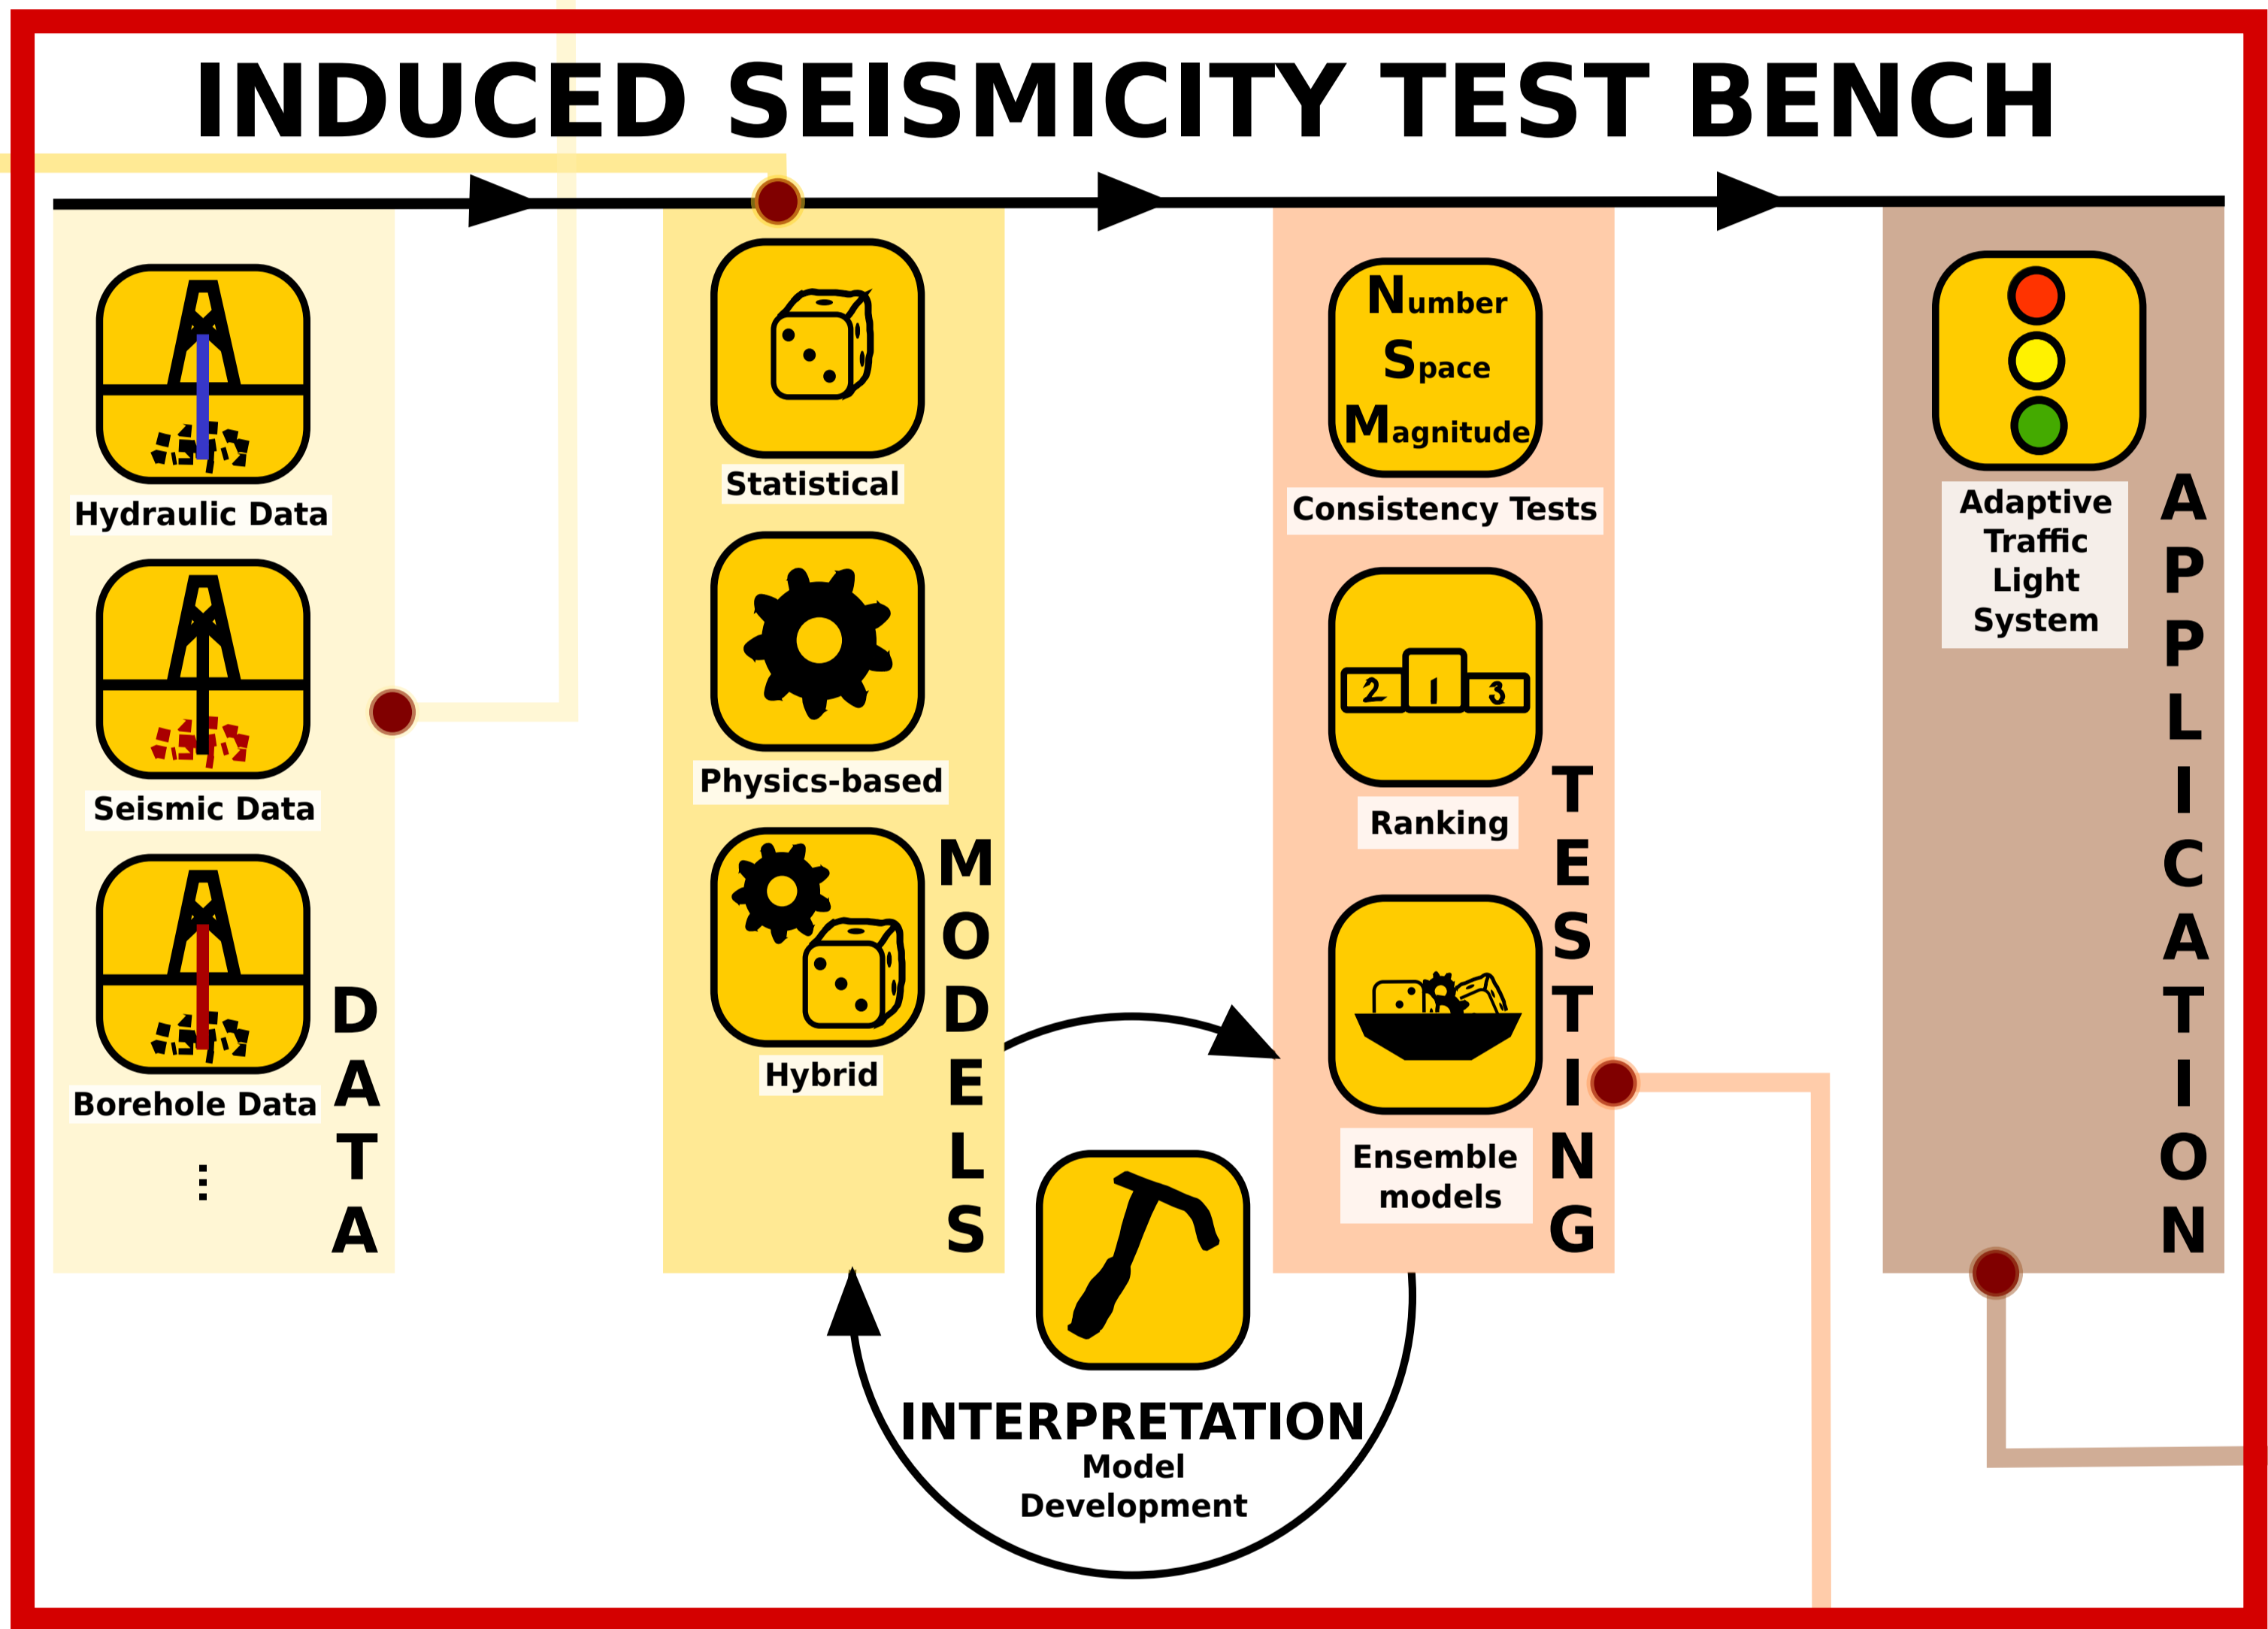 INDUCED SEISMICITY TEST BENCH
Hydraulic Data
Seismic Data
Borehole Data
⋮
DATA
Statistical
Physics-based
Hybrid
MODELS
Number
Space
Magnitude
Consistency Tests
2 1 3
Ranking
Ensemble
models
TESTING
Adaptive
Traffic
Light
System
APPLICATION
INTERPRETATION
Model
Development